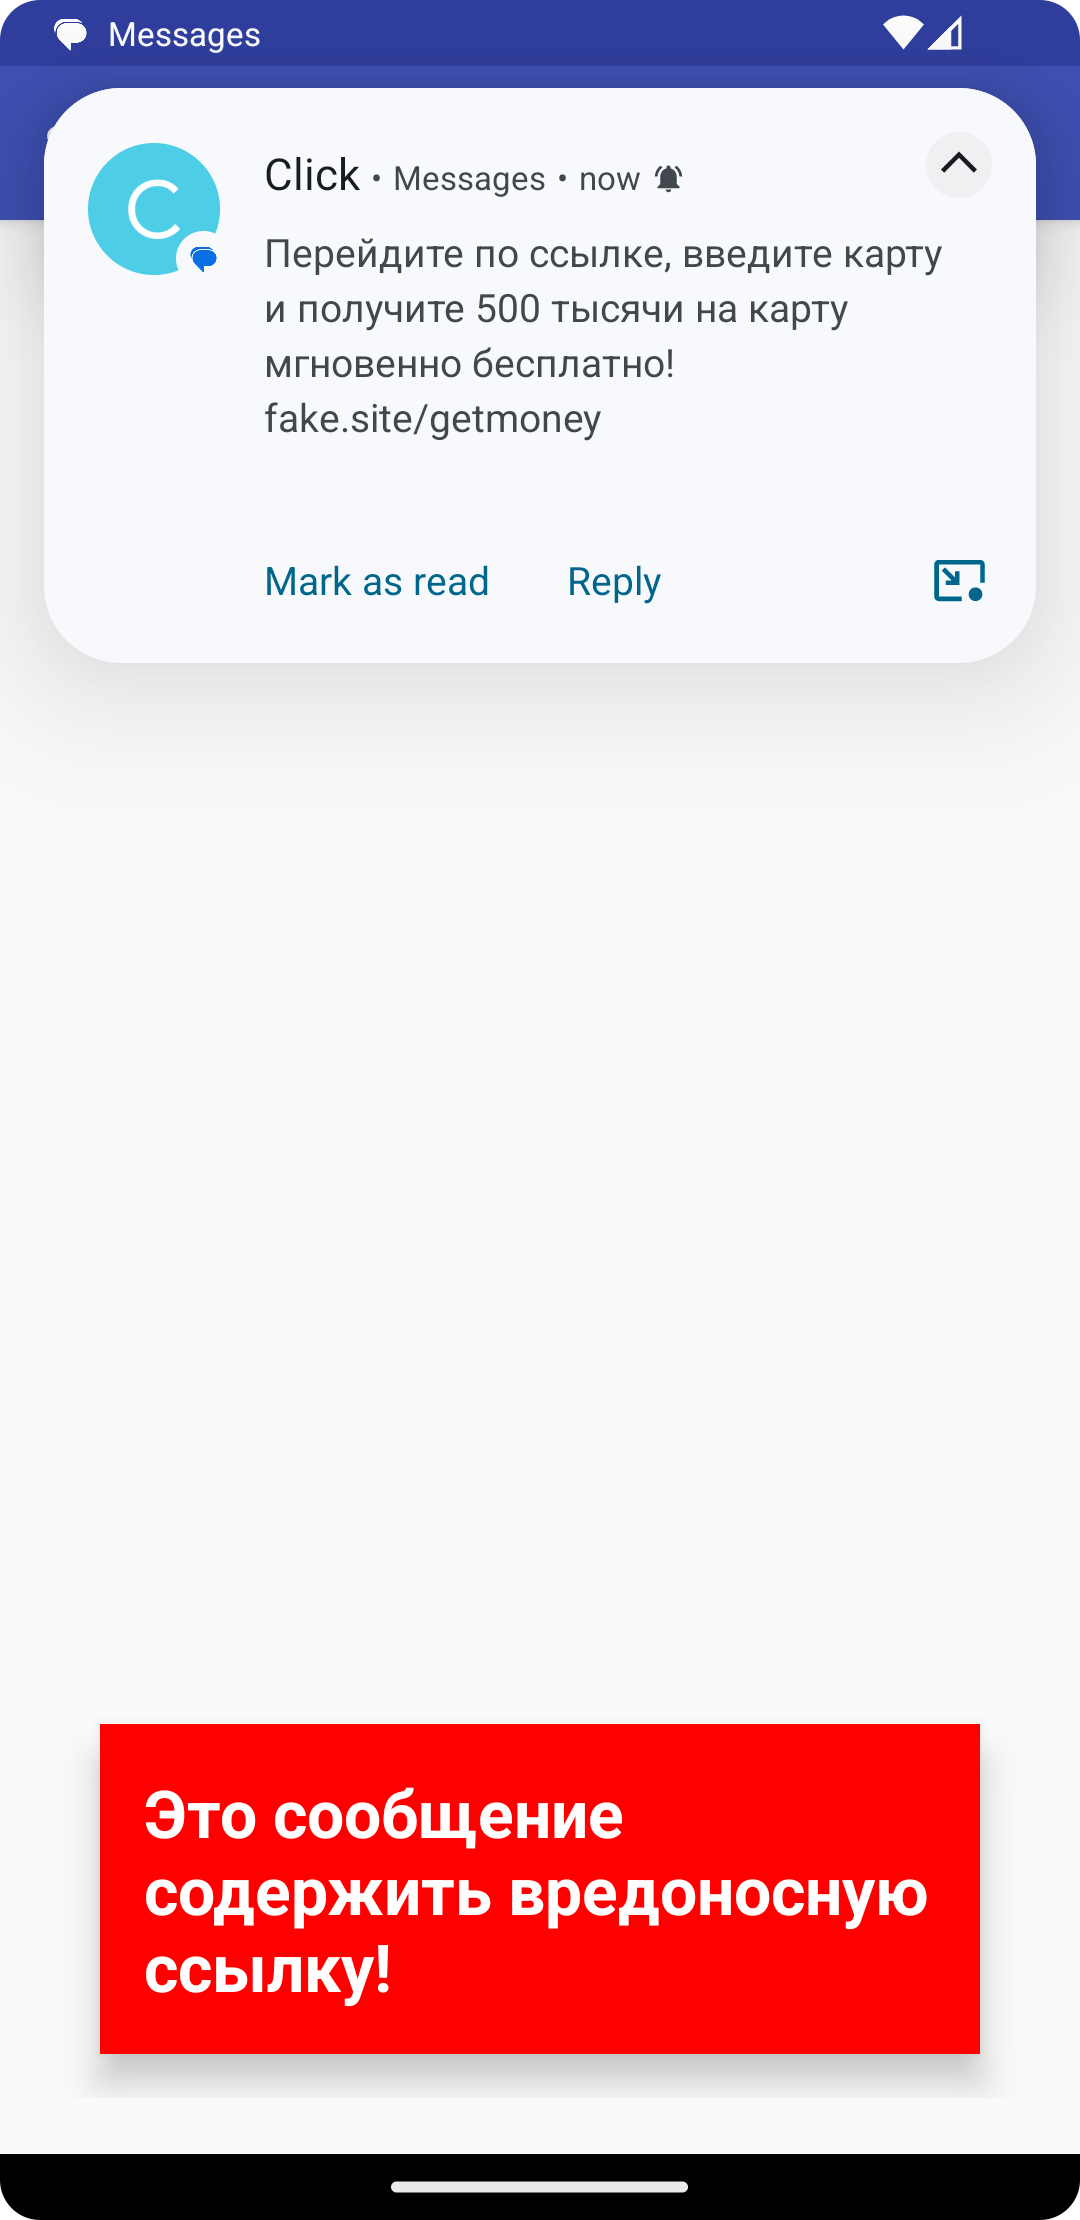 Messages
C
Click • Messages • now
Перейдите по ссылке, введите карту
и получите 500 тысячи на карту
мгновенно бесплатно!
fake.site/getmoney
Mark as read Reply
Это сообщение
содержить вредоносную
ссылку!